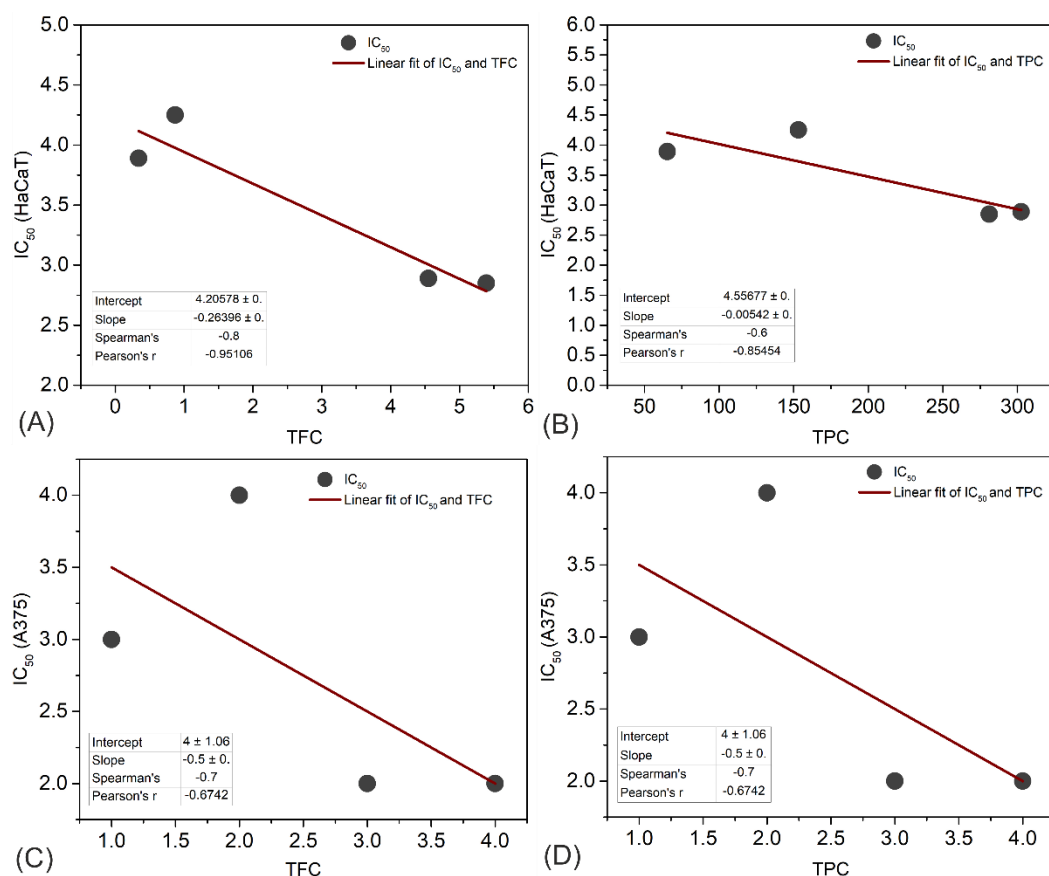 5.0
4.5
4.0
3.5
3.0
2.5
2.0
IC50 (HaCaT)
IC50
Linear fit of IC50 and TFC
Intercept 4.20578 ± 0.
Slope -0.26396 ± 0.
Spearman's -0.8
Pearson's r -0.95106
0 1 2 3 4 5 6
TFC
(A)
6.0
5.5
5.0
4.5
4.0
3.5
3.0
2.5
2.0
1.5
1.0
0.5
0.0
IC50 (HaCaT)
IC50
Linear fit of IC50 and TPC
Intercept 4.55677 ± 0.
Slope -0.00542 ± 0.
Spearman's -0.6
Pearson's r -0.85454
50 100 150 200 250 300
TPC
(B)
4.0
3.5
3.0
2.5
2.0
IC50 (A375)
IC50
Linear fit of IC50 and TFC
Intercept 4 ± 1.06
Slope -0.5 ± 0.
Spearman's -0.7
Pearson's r -0.6742
1.0 1.5 2.0 2.5 3.0 3.5 4.0
TFC
(C)
4.0
3.5
3.0
2.5
2.0
IC50 (A375)
IC50
Linear fit of IC50 and TPC
Intercept 4 ± 1.06
Slope -0.5 ± 0.
Spearman's -0.7
Pearson's r -0.6742
1.0 1.5 2.0 2.5 3.0 3.5 4.0
TPC
(D)